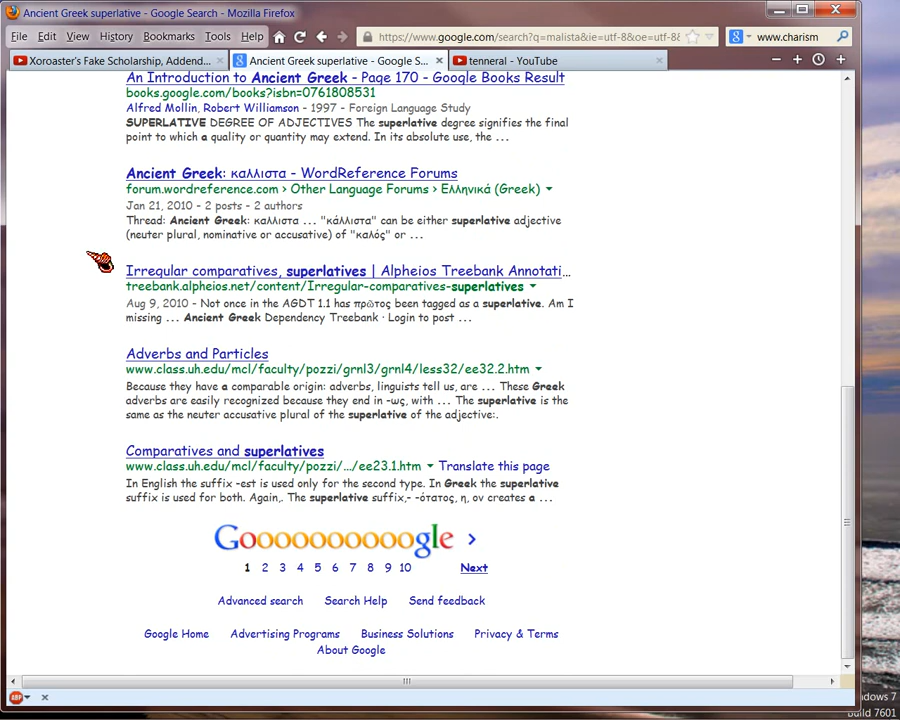 Ancient Greek superlative - Google Search - Mozilla Firefox
File Edit View History Bookmarks Tools Help
https://www.google.com/search?q=malista&ie=utf-8&oe=utf-8&
www.charism
Xoroaster's Fake Scholarship, Addend...
Ancient Greek superlative - Google S...
tenneral - YouTube
An Introduction to Ancient Greek - Page 170 - Google Books Result
books.google.com/books?isbn=0761808531
Alfred Mollin, Robert Williamson - 1997 - Foreign Language Study
SUPERLATIVE DEGREE OF ADJECTIVES The superlative degree signifies the final
point to which a quality or quantity may extend. In its absolute use, the ...
Ancient Greek: καλλιστα - WordReference Forums
forum.wordreference.com › Other Language Forums › Ελληνικά (Greek)
Jan 21, 2010 - 2 posts - 2 authors
Thread: Ancient Greek: καλλιστα ... "κάλλιστα" can be either superlative adjective
(neuter plural, nominative or accusative) of "καλός" or ...
Irregular comparatives, superlatives | Alpheios Treebank Annotati...
treebank.alpheios.net/content/Irregular-comparatives-superlatives
Aug 9, 2010 - Not once in the AGDT 1.1 has πρῶτος been tagged as a superlative. Am I
missing ... Ancient Greek Dependency Treebank · Login to post ...
Adverbs and Particles
www.class.uh.edu/mcl/faculty/pozzi/grnl3/grnl4/less32/ee32.2.htm
Because they have a comparable origin: adverbs, linguists tell us, are ... These Greek
adverbs are easily recognized because they end in -ως, with ... The superlative is the
same as the neuter accusative plural of the superlative of the adjective:.
Comparatives and superlatives
www.class.uh.edu/mcl/faculty/pozzi/.../ee23.1.htm Translate this page
In English the suffix -est is used only for the second type. In Greek the superlative
suffix is used for both. Again,. The superlative suffix,- -ότατος, η, ον creates a ...
Goooooooooogle >
1 2 3 4 5 6 7 8 9 10 Next
Advanced search Search Help Send feedback
Google Home Advertising Programs Business Solutions Privacy & Terms
About Google
ABP
ndows 7
build 7601